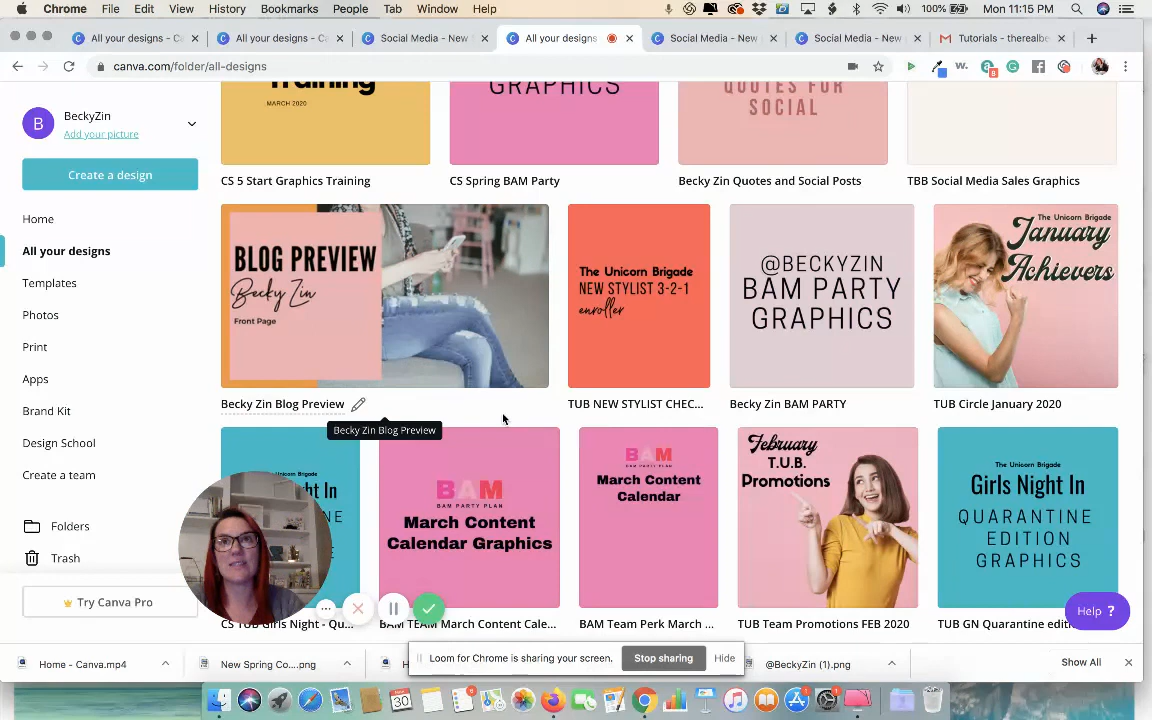 Chrome File Edit View History Bookmarks People Tab Window Help
100% Mon 11:15 PM
All your designs - Ca
All your designs - Ca
Social Media - New
All your designs
Social Media - New
Social Media - New
Tutorials - therealbe
canva.com/folder/all-designs
B
BeckyZin
Add your picture
Create a design
Home
All your designs
Templates
Photos
Print
Apps
Brand Kit
Design School
Create a team
Folders
Trash
Try Canva Pro
Training
MARCH 2020
GRAPHICS
QUOTES FOR
SOCIAL
CS 5 Start Graphics Training
CS Spring BAM Party
Becky Zin Quotes and Social Posts
TBB Social Media Sales Graphics
BLOG PREVIEW
Becky Zin
Front Page
The Unicorn Brigade
NEW STYLIST 3-2-1
enroller
@BECKYZIN
BAM PARTY
GRAPHICS
The Unicorn Brigade
January
Achievers
Becky Zin Blog Preview
TUB NEW STYLIST CHEC...
Becky Zin BAM PARTY
TUB Circle January 2020
Becky Zin Blog Preview
BAM
BAM PARTY PLAN
March Content
Calendar Graphics
BAM
BAM PARTY PLAN
March Content
Calendar
February
T.U.B.
Promotions
The Unicorn Brigade
Girls Night In
QUARANTINE
EDITION
GRAPHICS
CS TUB Girls Night - Qu...
BAM TEAM March Content Cale...
BAM Team Perk March ...
TUB Team Promotions FEB 2020
TUB GN Quarantine editi
Help ?
Loom for Chrome is sharing your screen.
Stop sharing
Hide
Home - Canva.mp4
New Spring Co....png
@BeckyZin (1).png
Show All